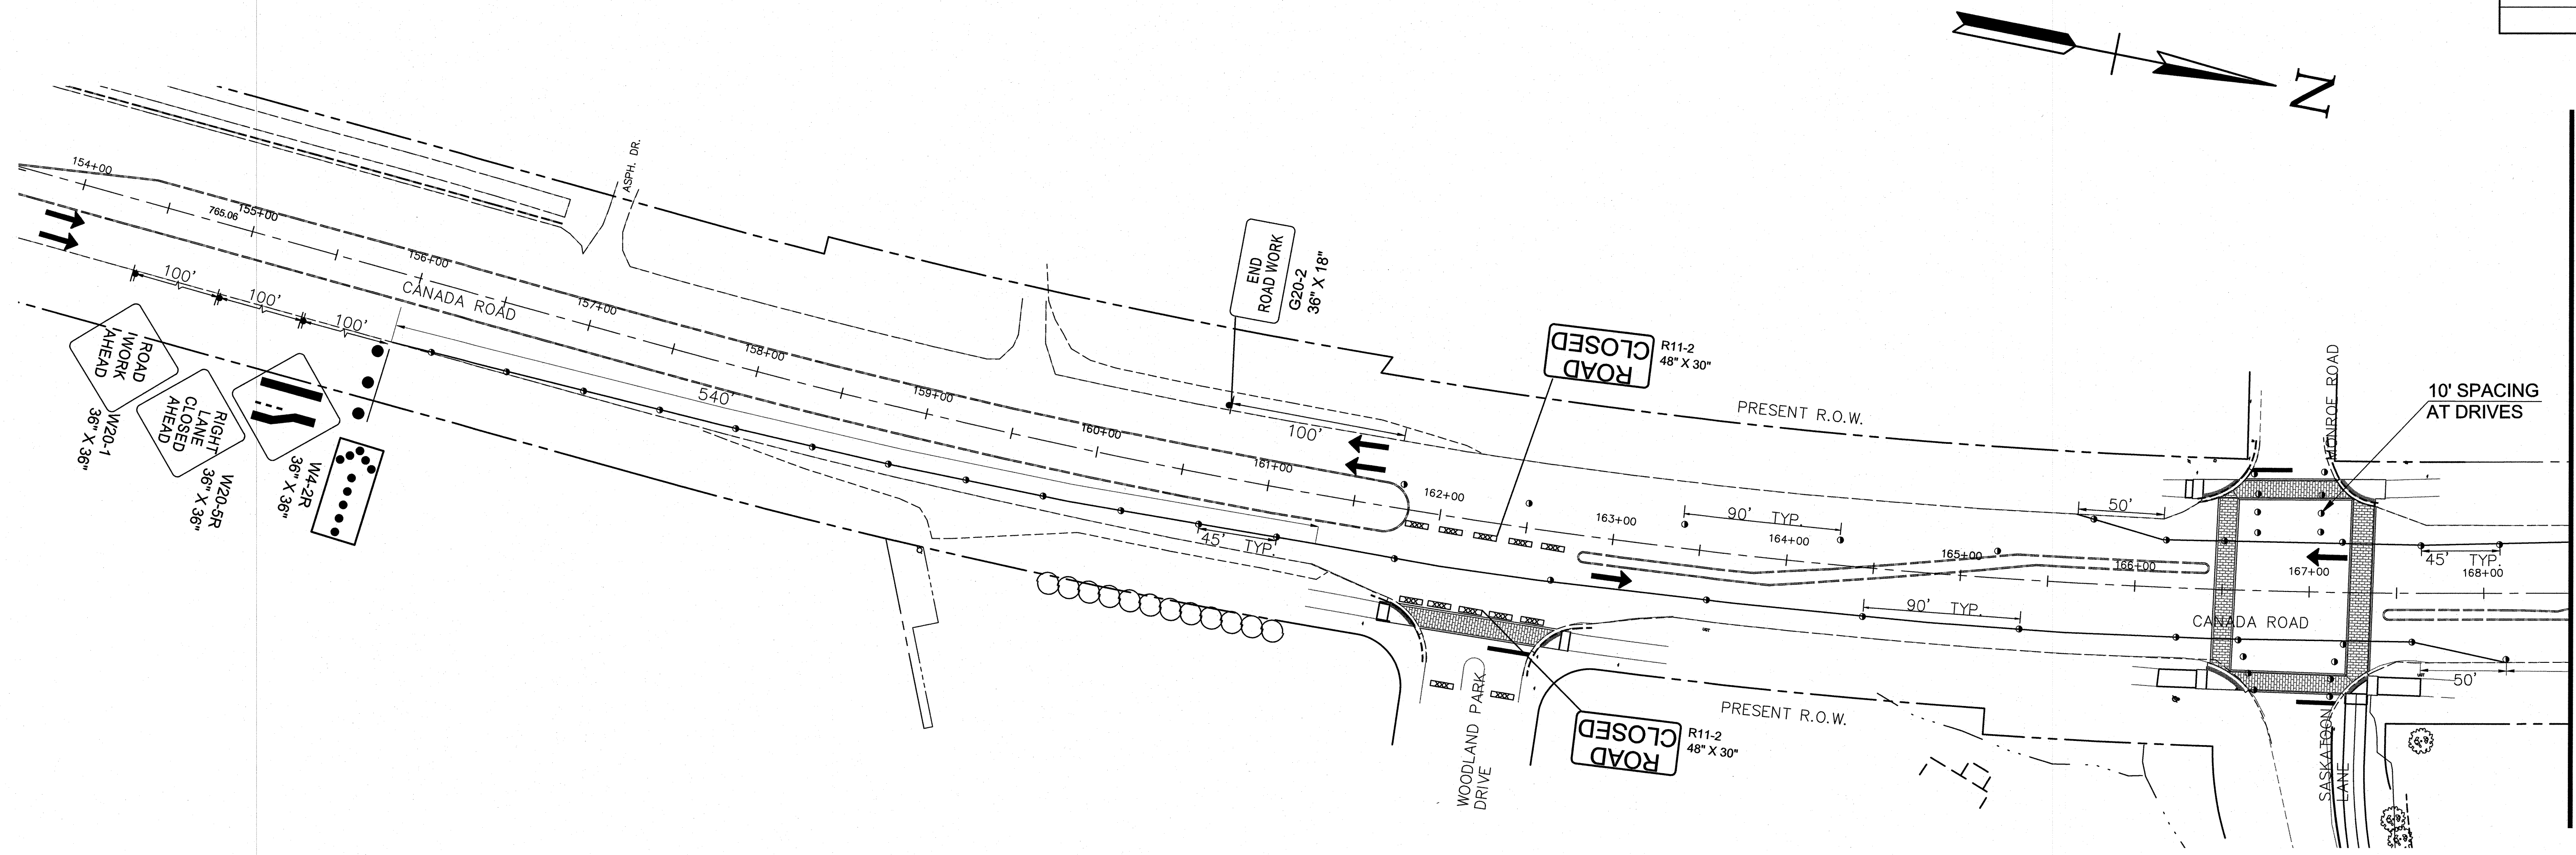 N
154+00
765.06
155+00
156+00
157+00
158+00
159+00
160+00
161+00
162+00
163+00
164+00
165+00
166+00
167+00
168+00
ASPH. DR.
CANADA ROAD
100'
100'
100'
540'
45' TYP.
ROAD
WORK
AHEAD
W20-1
36" X 36"
RIGHT
LANE
CLOSED
AHEAD
W20-5R
36" X 36"
W4-2R
36" X 36"
END
ROAD WORK
G20-2
36" X 18"
100'
ROAD
CLOSED
R11-2
48" X 30"
PRESENT R.O.W.
90' TYP.
90' TYP.
50'
MONROE ROAD
10' SPACING
AT DRIVES
45' TYP.
CANADA ROAD
50'
ROAD
CLOSED
R11-2
48" X 30"
PRESENT R.O.W.
WOODLAND PARK
DRIVE
SASKATON
LANE